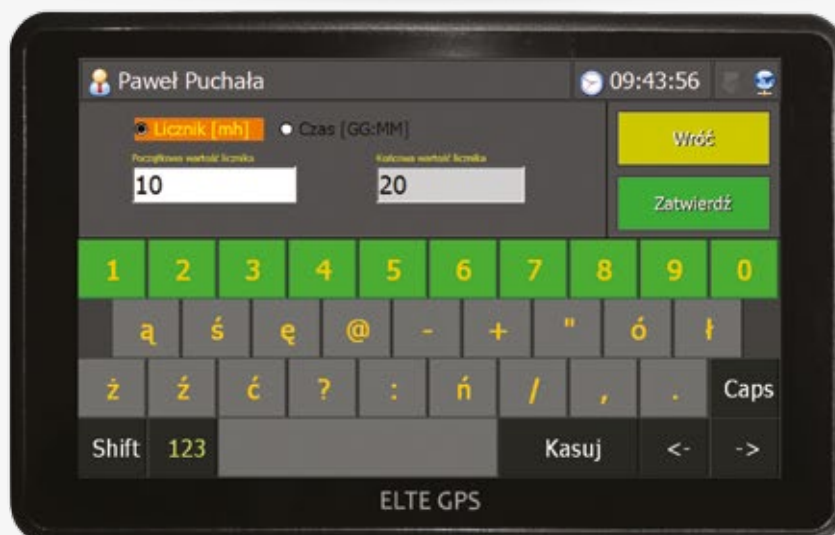 Paweł Puchała 09:43:56
Licznik [mh] Czas [GG:MM] Wróć
Początkowa wartość licznika Końcowa wartość licznika
10 20
Zatwierdź
1 2 3 4 5 6 7 8 9 0
ą ś ę @ - + " ó ł
ż ź ć ? : ń / , . Caps
Shift 123 Kasuj <- ->
ELTE GPS